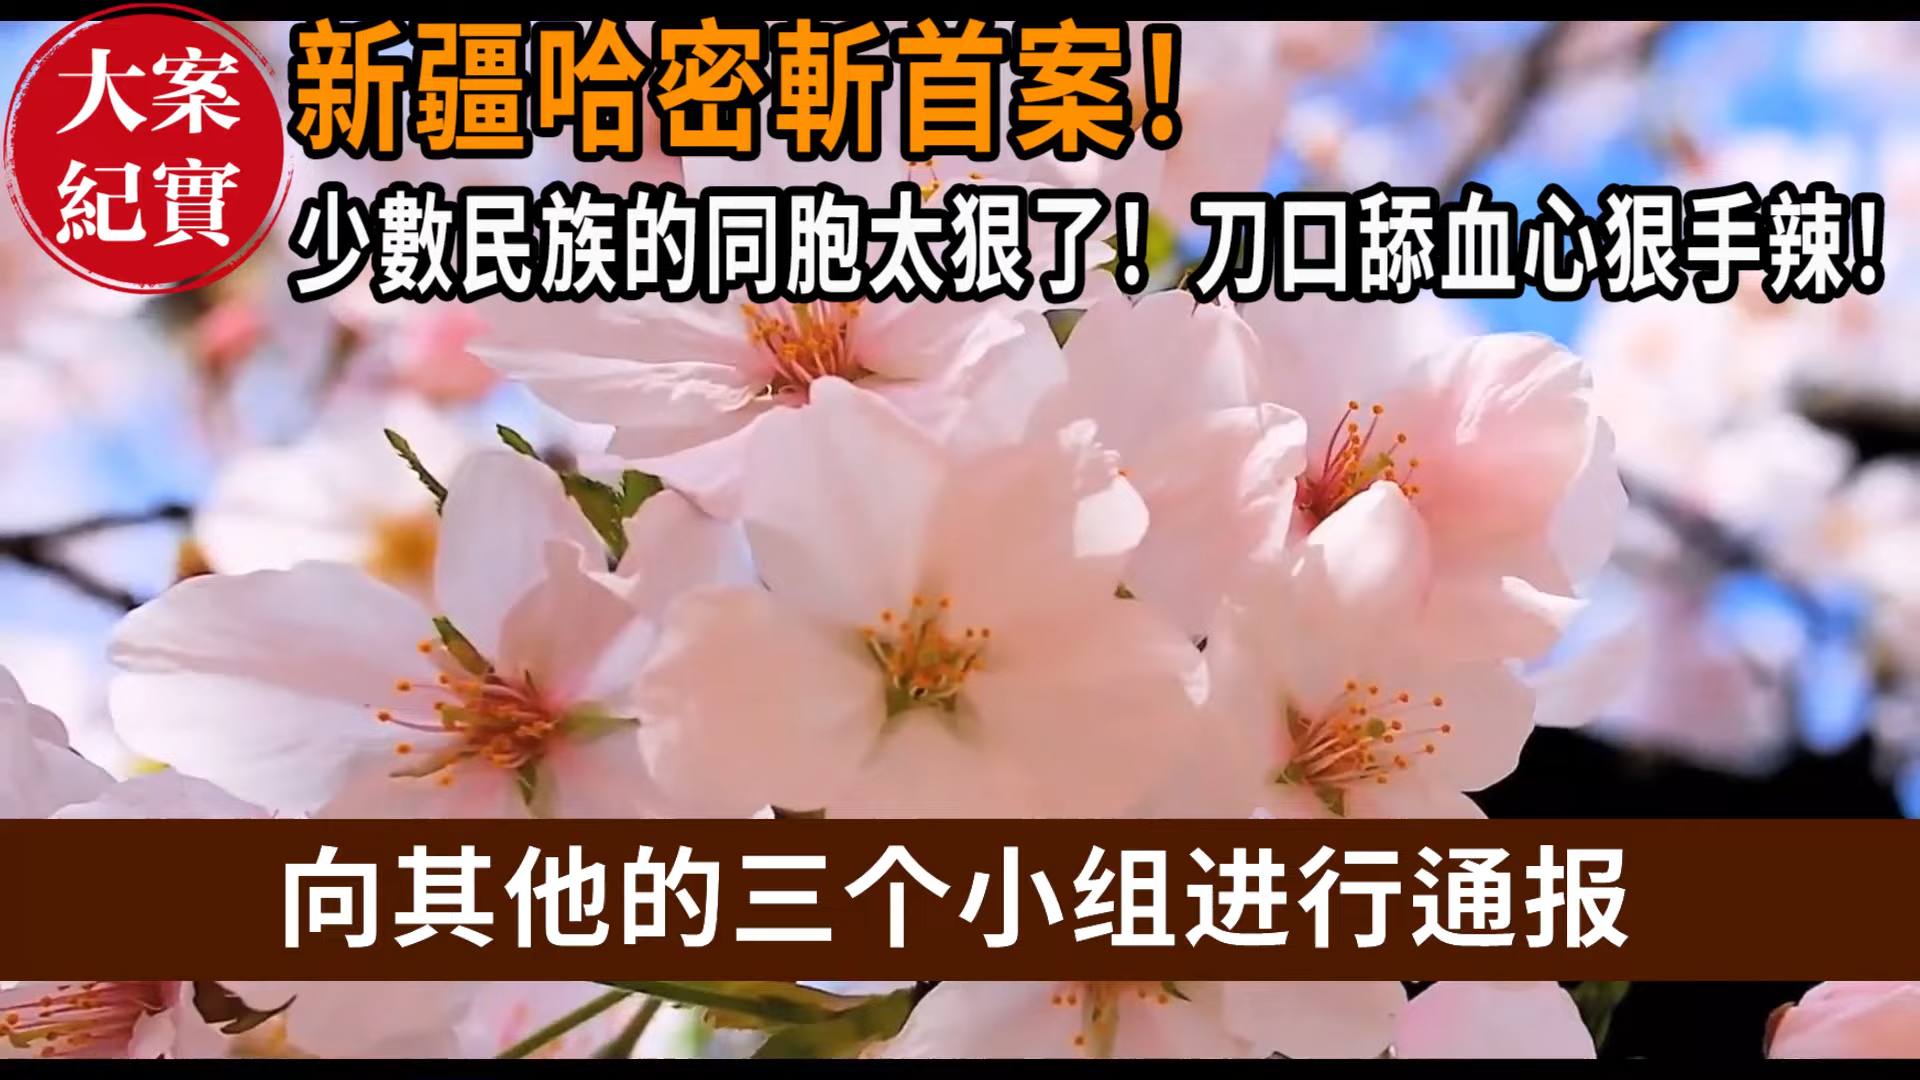 大案
紀實
新疆哈密斬首案！
少數民族的同胞太狠了！刀口舔血心狠手辣！
向其他的三个小组进行通报